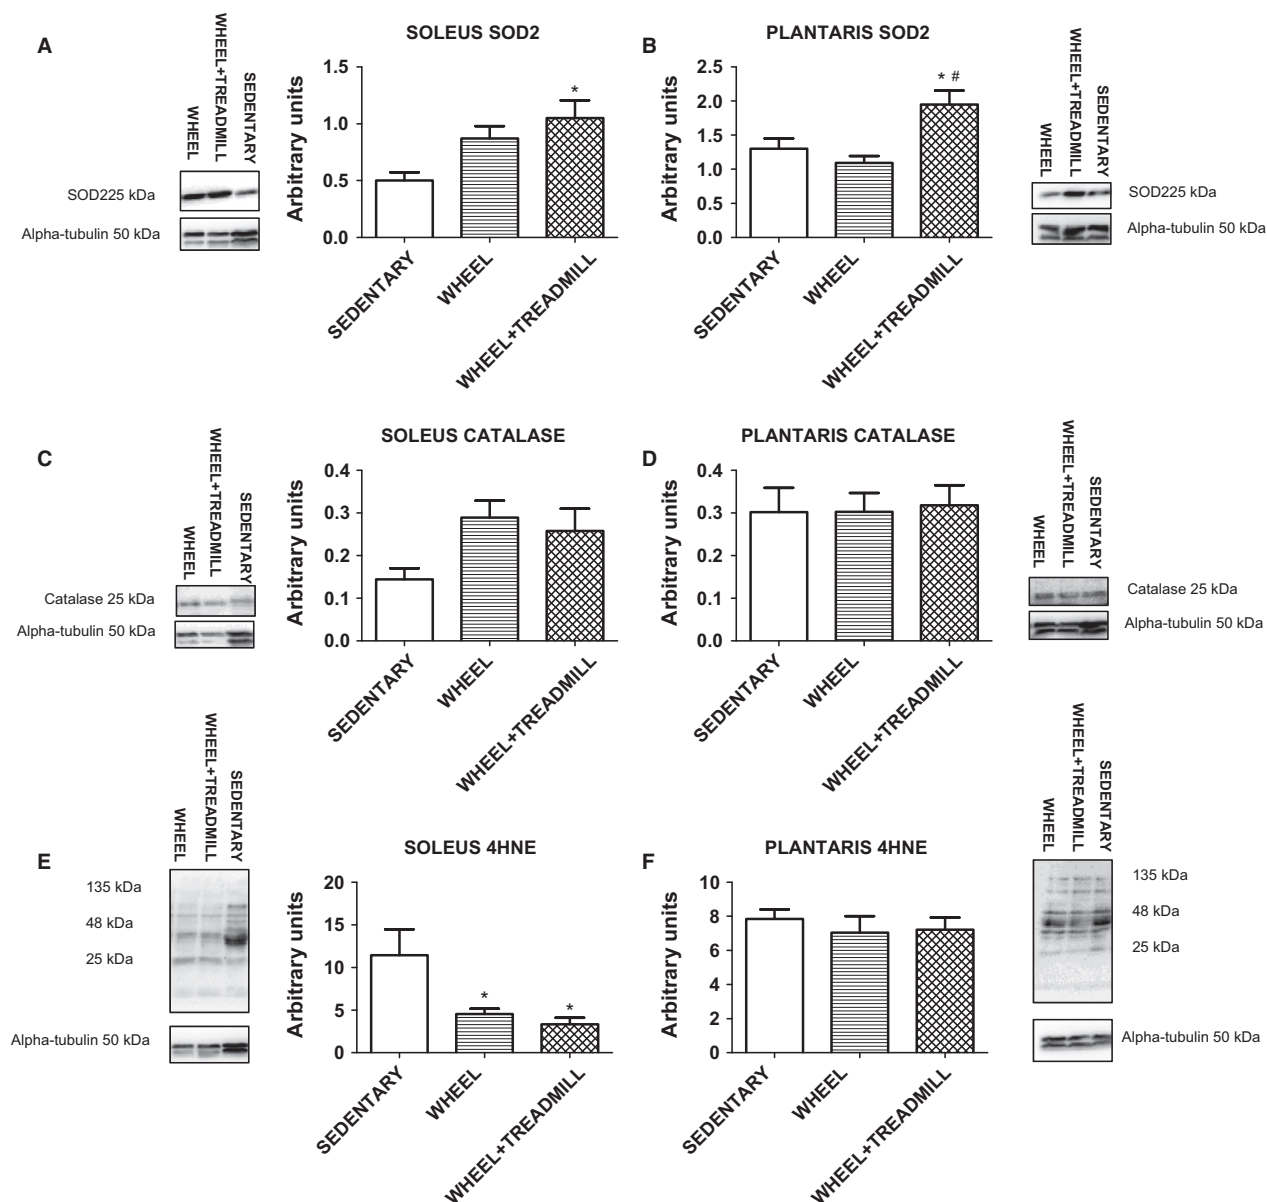 A
WHEEL
WHEEL+TREADMILL
SEDENTARY
SOD225 kDa
Alpha-tubulin 50 kDa
SOLEUS SOD2
Arbitrary units
1.5
1.0
0.5
0.0
*
SEDENTARY
WHEEL
WHEEL+TREADMILL
B
PLANTARIS SOD2
Arbitrary units
2.5
2.0
1.5
1.0
0.5
0.0
* #
SEDENTARY
WHEEL
WHEEL+TREADMILL
WHEEL
WHEEL+TREADMILL
SEDENTARY
SOD225 kDa
Alpha-tubulin 50 kDa
C
WHEEL
WHEEL+TREADMILL
SEDENTARY
Catalase 25 kDa
Alpha-tubulin 50 kDa
SOLEUS CATALASE
Arbitrary units
0.4
0.3
0.2
0.1
0.0
SEDENTARY
WHEEL
WHEEL+TREADMILL
D
PLANTARIS CATALASE
Arbitrary units
0.4
0.3
0.2
0.1
0.0
SEDENTARY
WHEEL
WHEEL+TREADMILL
WHEEL
WHEEL+TREADMILL
SEDENTARY
Catalase 25 kDa
Alpha-tubulin 50 kDa
E
WHEEL
WHEEL+TREADMILL
SEDENTARY
135 kDa
48 kDa
25 kDa
Alpha-tubulin 50 kDa
SOLEUS 4HNE
Arbitrary units
20
15
10
5
0
*
*
SEDENTARY
WHEEL
WHEEL+TREADMILL
F
PLANTARIS 4HNE
Arbitrary units
10
8
6
4
2
0
SEDENTARY
WHEEL
WHEEL+TREADMILL
WHEEL
WHEEL+TREADMILL
SEDENTARY
135 kDa
48 kDa
25 kDa
Alpha-tubulin 50 kDa